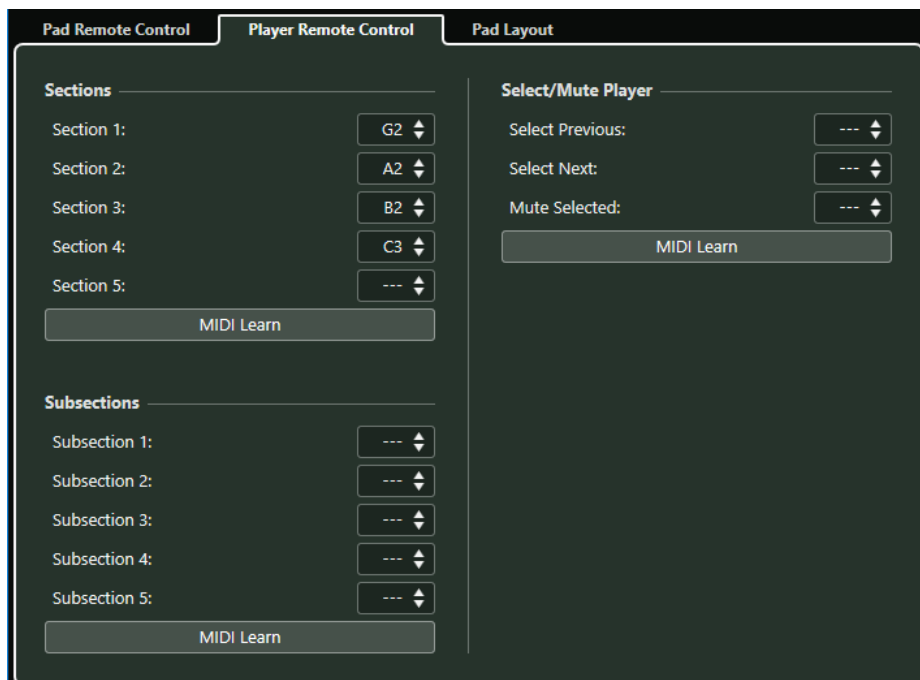 Pad Remote Control
Player Remote Control
Pad Layout
Sections
Section 1: G2
Section 2: A2
Section 3: B2
Section 4: C3
Section 5: ---
MIDI Learn
Subsections
Subsection 1: ---
Subsection 2: ---
Subsection 3: ---
Subsection 4: ---
Subsection 5: ---
MIDI Learn
Select/Mute Player
Select Previous: ---
Select Next: ---
Mute Selected: ---
MIDI Learn